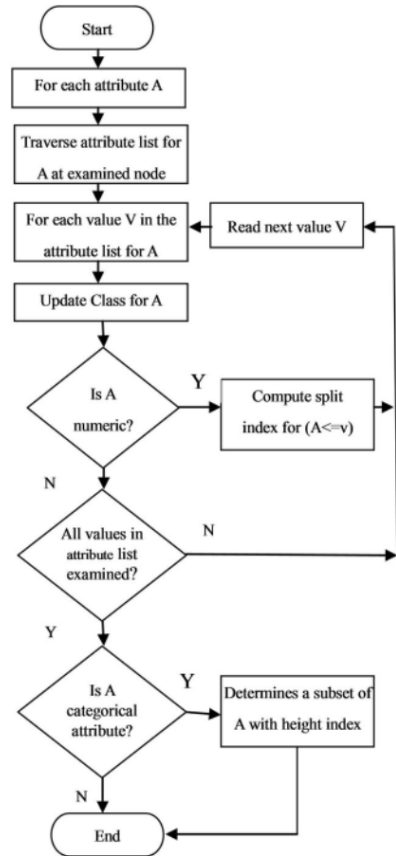 Start
For each attribute A
Traverse attribute list for
A at examined node
For each value V in the
attribute list for A
Read next value V
Update Class for A
Is A
numeric?
Y
Compute split
index for (A<=v)
N
All values in
attribute list
examined?
N
Y
Is A
categorical
attribute?
Y
Determines a subset of
A with height index
N
End